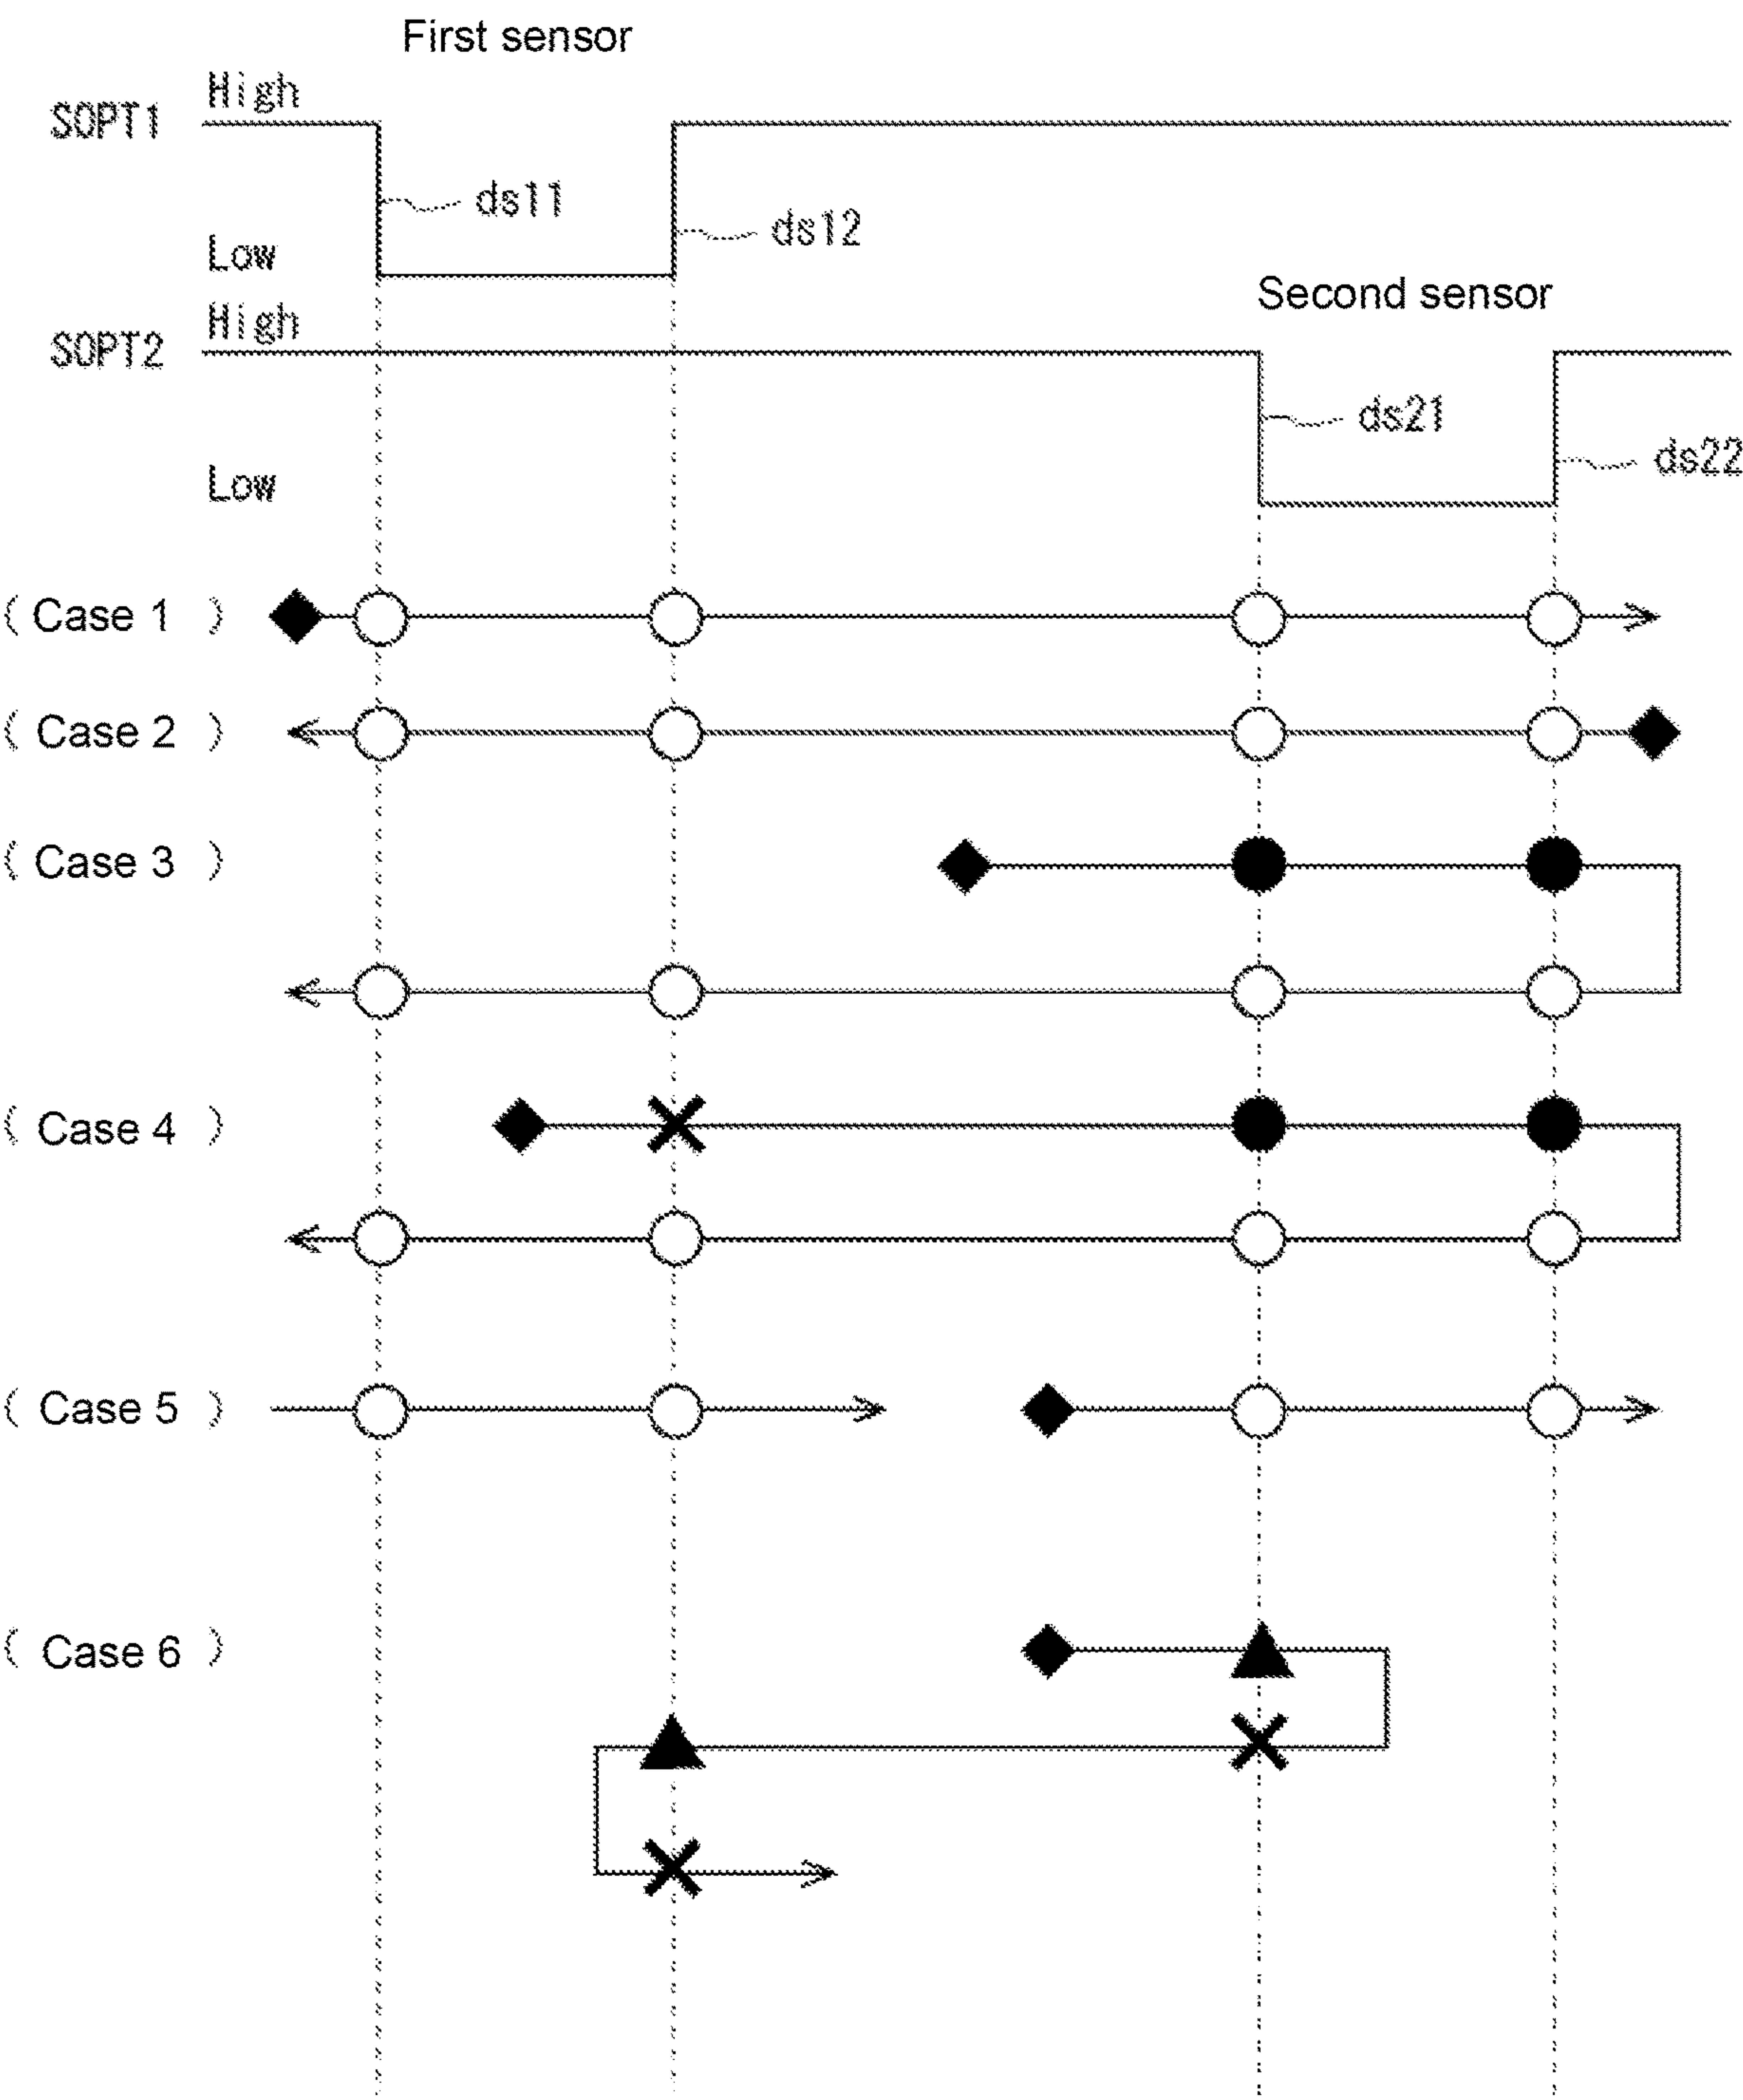 First sensor
High
SOPT1
ds11
ds12
Low
Second sensor
High
SOPT2
ds21
ds22
Low
( Case 1 )
( Case 2 )
( Case 3 )
( Case 4 )
( Case 5 )
( Case 6 )